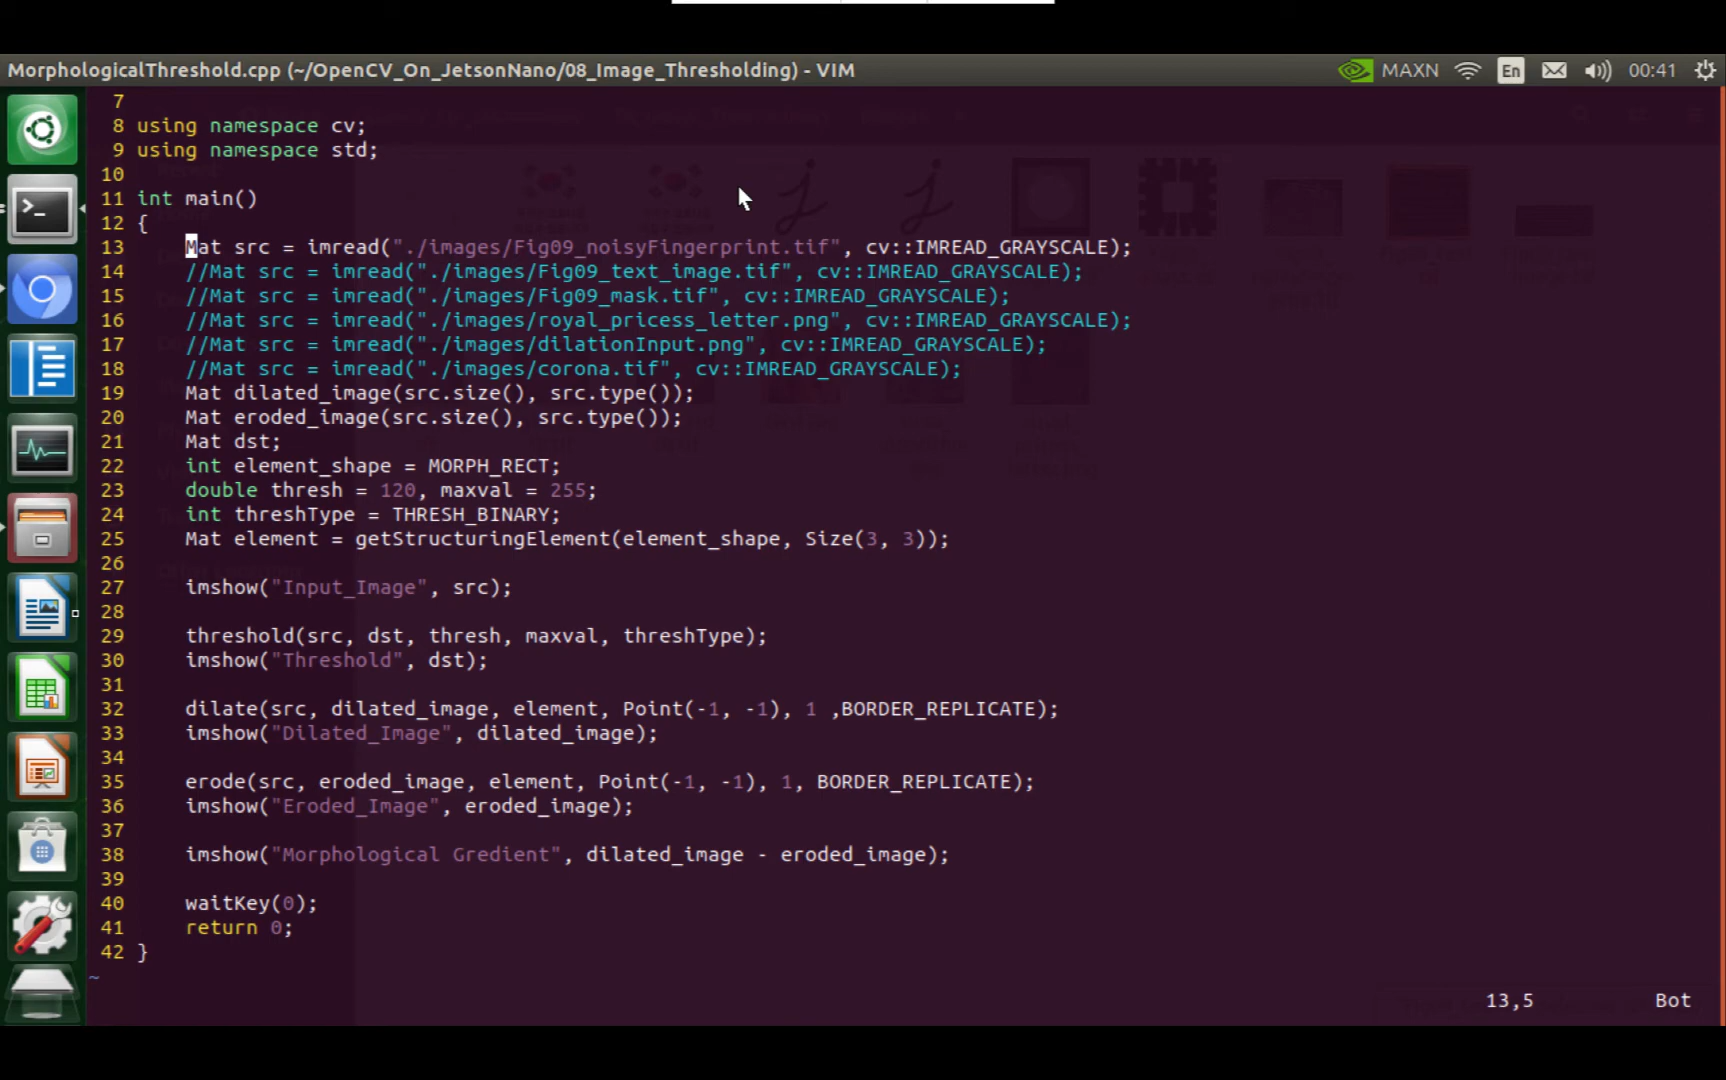 MorphologicalThreshold.cpp (~/OpenCV_On_JetsonNano/08_Image_Thresholding) - VIM
MAXN En 00:41
7
8 using namespace cv;
9 using namespace std;
10
11 int main()
12 {
13 Mat src = imread("./images/Fig09_noisyFingerprint.tif", cv::IMREAD_GRAYSCALE);
14 //Mat src = imread("./images/Fig09_text_image.tif", cv::IMREAD_GRAYSCALE);
15 //Mat src = imread("./images/Fig09_mask.tif", cv::IMREAD_GRAYSCALE);
16 //Mat src = imread("./images/royal_pricess_letter.png", cv::IMREAD_GRAYSCALE);
17 //Mat src = imread("./images/dilationInput.png", cv::IMREAD_GRAYSCALE);
18 //Mat src = imread("./images/corona.tif", cv::IMREAD_GRAYSCALE);
19 Mat dilated_image(src.size(), src.type());
20 Mat eroded_image(src.size(), src.type());
21 Mat dst;
22 int element_shape = MORPH_RECT;
23 double thresh = 120, maxval = 255;
24 int threshType = THRESH_BINARY;
25 Mat element = getStructuringElement(element_shape, Size(3, 3));
26
27 imshow("Input_Image", src);
28
29 threshold(src, dst, thresh, maxval, threshType);
30 imshow("Threshold", dst);
31
32 dilate(src, dilated_image, element, Point(-1, -1), 1 ,BORDER_REPLICATE);
33 imshow("Dilated_Image", dilated_image);
34
35 erode(src, eroded_image, element, Point(-1, -1), 1, BORDER_REPLICATE);
36 imshow("Eroded_Image", eroded_image);
37
38 imshow("Morphological Gredient", dilated_image - eroded_image);
39
40 waitKey(0);
41 return 0;
42 }
~
13,5 Bot